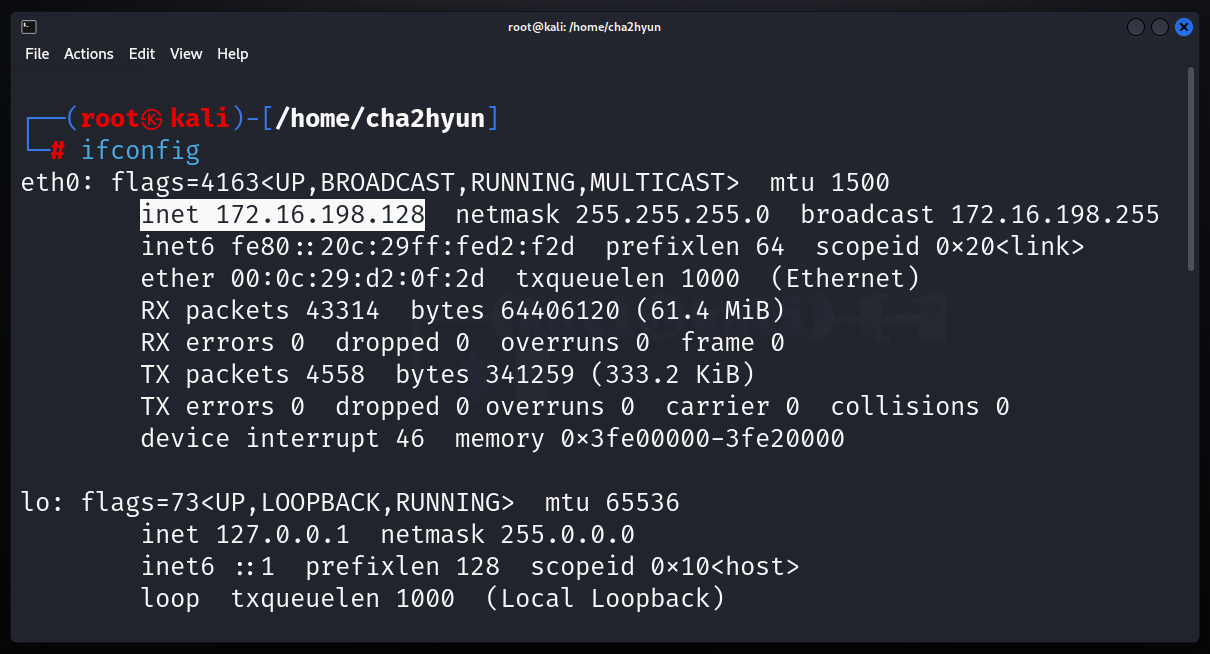 root@kali: /home/cha2hyun
File Actions Edit View Help
┌──(root㉿kali)-[/home/cha2hyun]
└─# ifconfig
eth0: flags=4163<UP,BROADCAST,RUNNING,MULTICAST>  mtu 1500
        inet 172.16.198.128  netmask 255.255.255.0  broadcast 172.16.198.255
        inet6 fe80::20c:29ff:fed2:f2d  prefixlen 64  scopeid 0×20<link>
        ether 00:0c:29:d2:0f:2d  txqueuelen 1000  (Ethernet)
        RX packets 43314  bytes 64406120 (61.4 MiB)
        RX errors 0  dropped 0  overruns 0  frame 0
        TX packets 4558  bytes 341259 (333.2 KiB)
        TX errors 0  dropped 0 overruns 0  carrier 0  collisions 0
        device interrupt 46  memory 0×3fe00000-3fe20000
lo: flags=73<UP,LOOPBACK,RUNNING>  mtu 65536
        inet 127.0.0.1  netmask 255.0.0.0
        inet6 ::1  prefixlen 128  scopeid 0×10<host>
        loop  txqueuelen 1000  (Local Loopback)